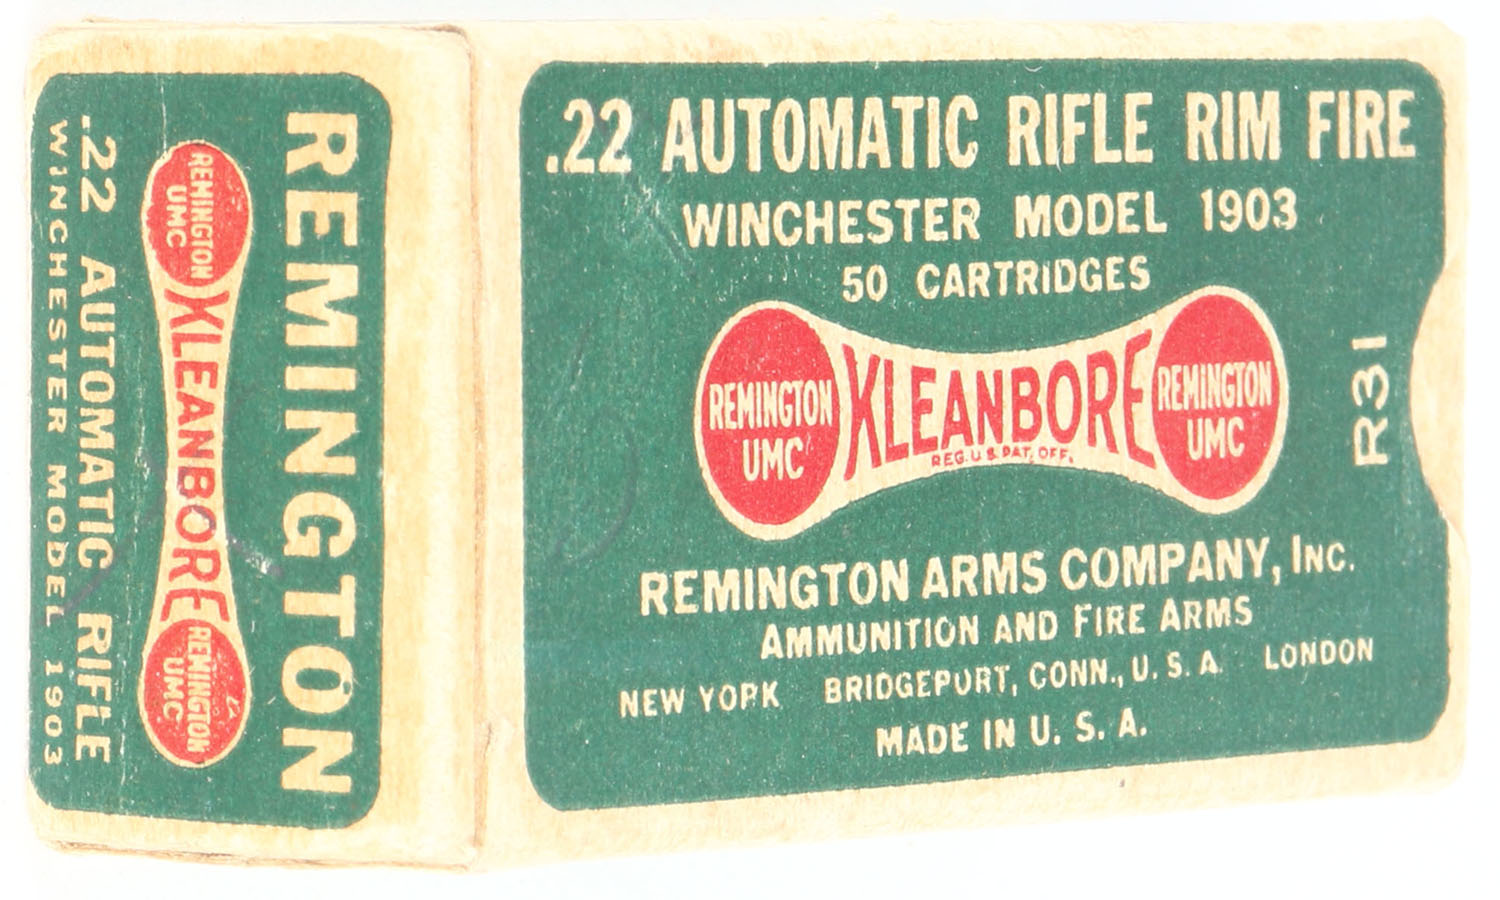 REMINGTON
REMINGTON
UMC
KLEANBORE
REMINGTON
UMC
.22 AUTOMATIC RIFLE
WINCHESTER MODEL 1903
.22 AUTOMATIC RIFLE RIM FIRE
WINCHESTER MODEL 1903
50 CARTRIDGES
REMINGTON
UMC
KLEANBORE
REG. U.S. PAT. OFF.
REMINGTON
UMC
R31
REMINGTON ARMS COMPANY, INC.
AMMUNITION AND FIRE ARMS
NEW YORK BRIDGEPORT, CONN., U. S. A. LONDON
MADE IN U. S. A.